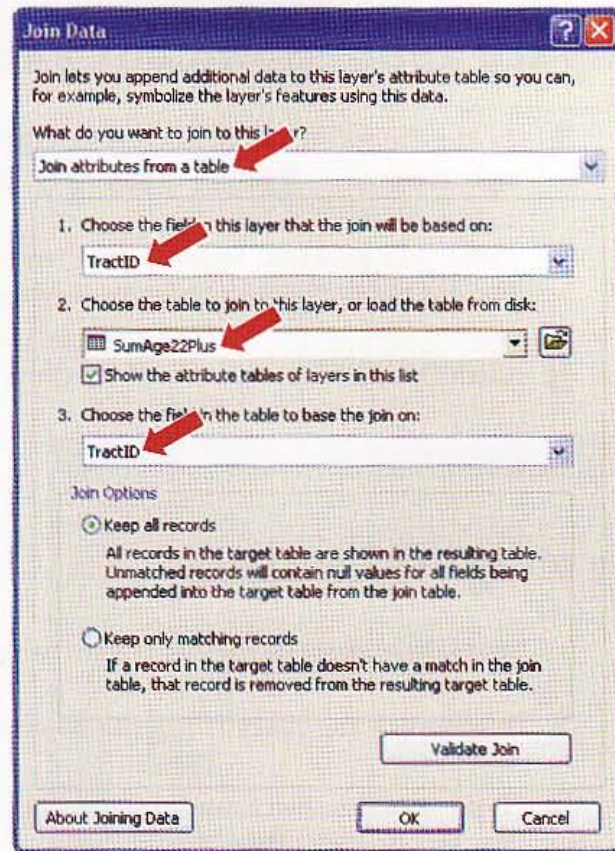 Join Data
Join lets you append additional data to this layer's attribute table so you can,
for example, symbolize the layer's features using this data.
What do you want to join to this layer?
Join attributes from a table
1. Choose the field in this layer that the join will be based on:
TractID
2. Choose the table to join to this layer, or load the table from disk:
SumAge22Plus
Show the attribute tables of layers in this list
3. Choose the field in the table to base the join on:
TractID
Join Options
Keep all records
All records in the target table are shown in the resulting table.
Unmatched records will contain null values for all fields being
appended into the target table from the join table.
Keep only matching records
If a record in the target table doesn't have a match in the join
table, that record is removed from the resulting target table.
Validate Join
About Joining Data
OK
Cancel